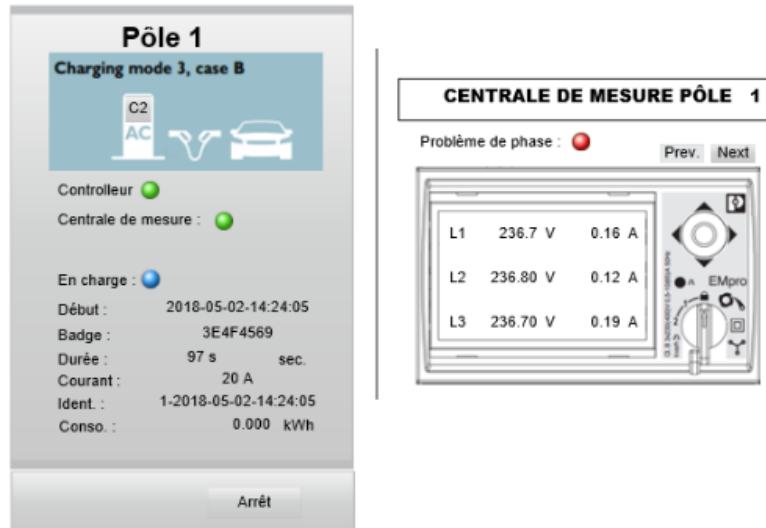 Pôle 1
Charging mode 3, case B
C2
AC
Controlleur
Centrale de mesure :
En charge :
Début : 2018-05-02-14:24:05
Badge : 3E4F4569
Durée : 97 s sec.
Courant : 20 A
Ident. : 1-2018-05-02-14:24:05
Conso. : 0.000 kWh
Arrêt
CENTRALE DE MESURE PÔLE 1
Problème de phase :
Prev. Next
L1 236.7 V 0.16 A
L2 236.80 V 0.12 A
L3 236.70 V 0.19 A
A EMpro